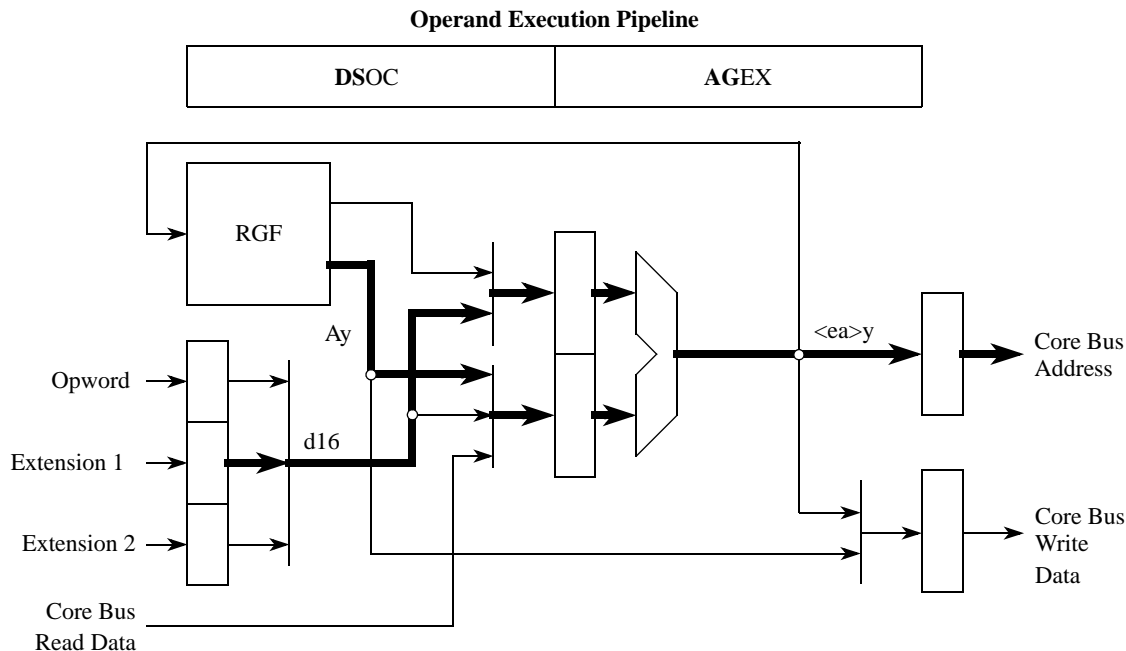 Operand Execution Pipeline
DSOC
AGEX
RGF
Ay
<ea>y
Core Bus
Address
Opword
d16
Extension 1
Extension 2
Core Bus
Write
Data
Core Bus
Read Data